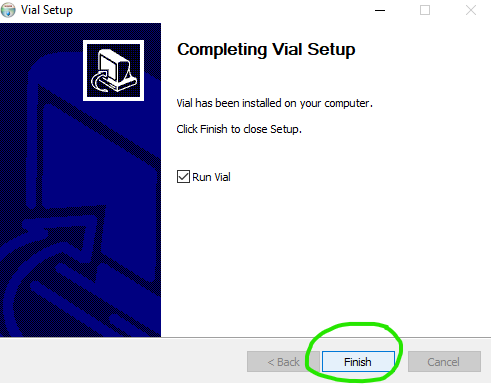 Vial Setup
Completing Vial Setup
Vial has been installed on your computer.
Click Finish to close Setup.
Run Vial
< Back
Finish
Cancel